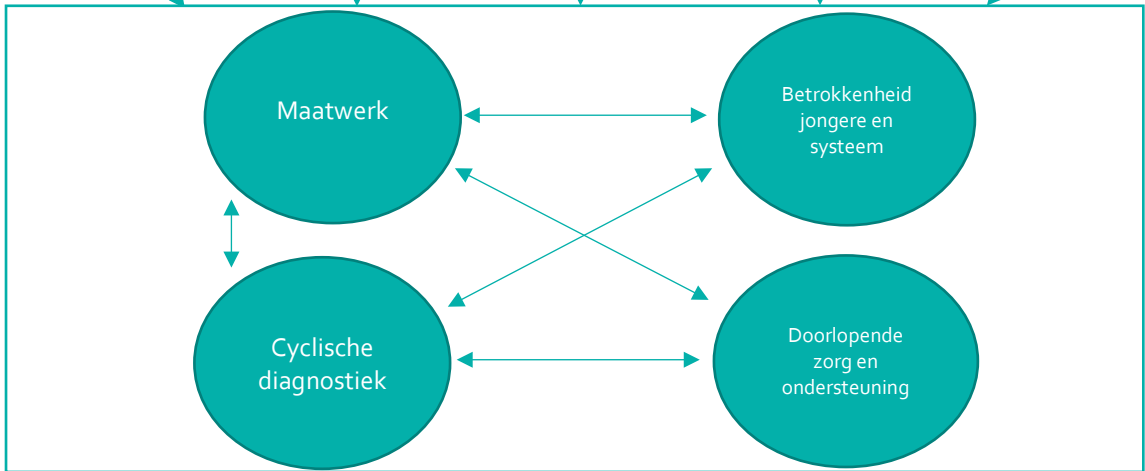 Maatwerk
Betrokkenheid
jongere en
systeem
Cyclische
diagnostiek
Doorlopende
zorg en
ondersteuning